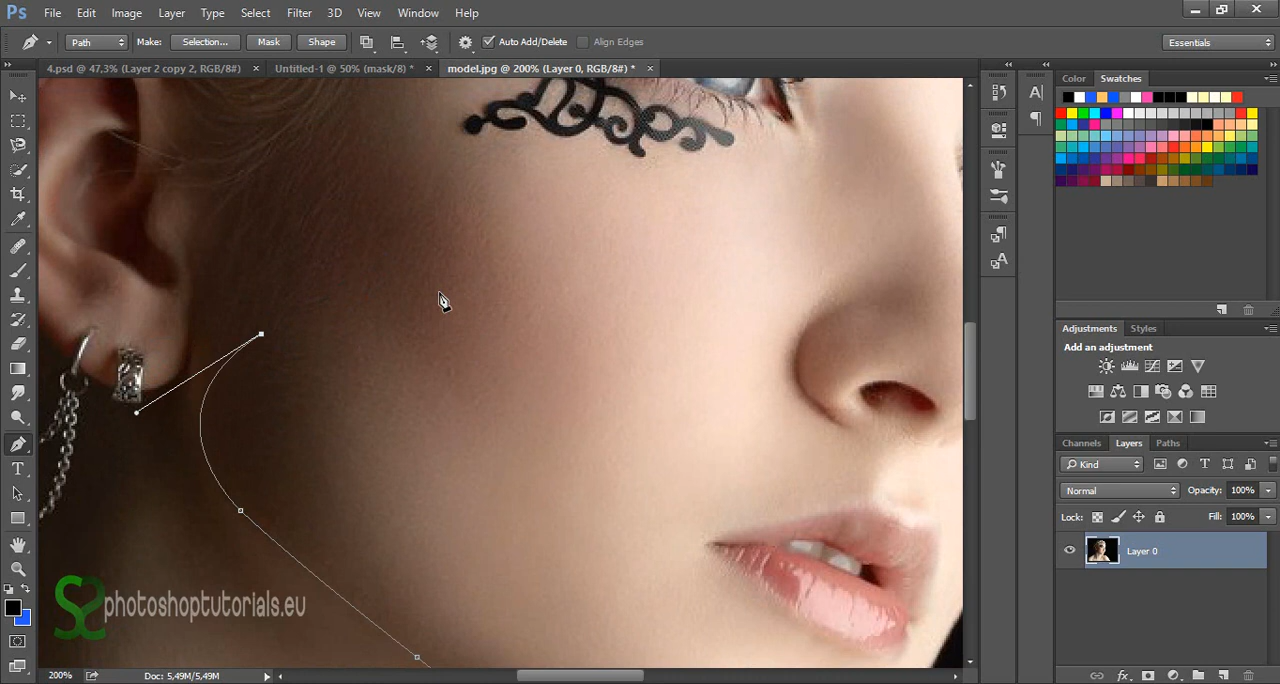 Ps File Edit Image Layer Type Select Filter 3D View Window Help
Path Make: Selection... Mask Shape Auto Add/Delete Align Edges Essentials
4.psd @ 47,3% (Layer 2 copy 2, RGB/8#) × Untitled-1 @ 50% (mask/8) * × model.jpg @ 200% (Layer 0, RGB/8#) * ×
Color Swatches
Adjustments Styles
Add an adjustment
Channels Layers Paths
Kind
Normal Opacity: 100%
Lock: Fill: 100%
Layer 0
photoshoptutorials.eu
200% Doc: 5,49M/5,49M